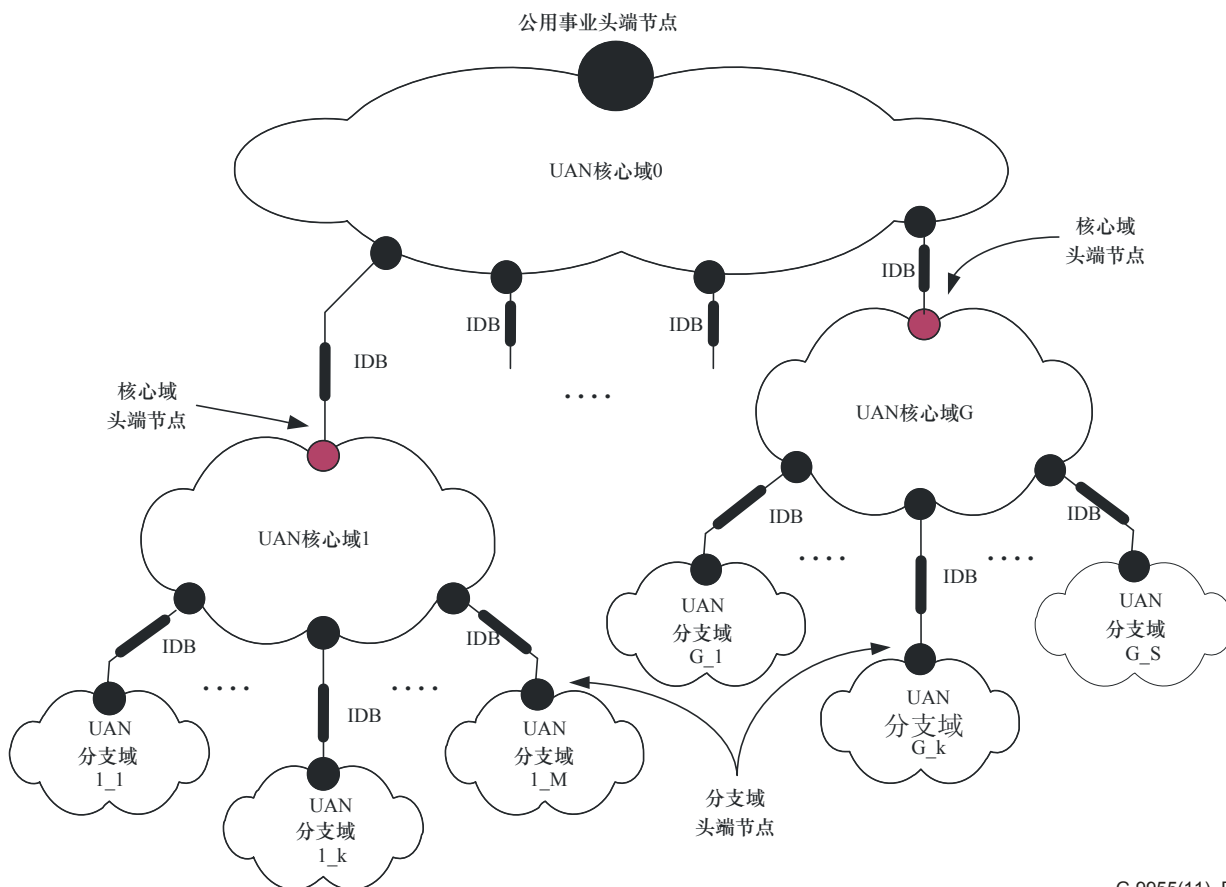 公用事业头端节点
UAN核心域0
核心域
头端节点
IDB
IDB
IDB
IDB
核心域
头端节点
UAN核心域G
UAN核心域1
IDB
IDB
IDB
....
....
....
UAN
分支域
G_1
UAN
分支域
G_S
IDB
IDB
IDB
....
....
UAN
分支域
G_k
UAN
分支域
1_1
UAN
分支域
1_M
UAN
分支域
1_k
分支域
头端节点